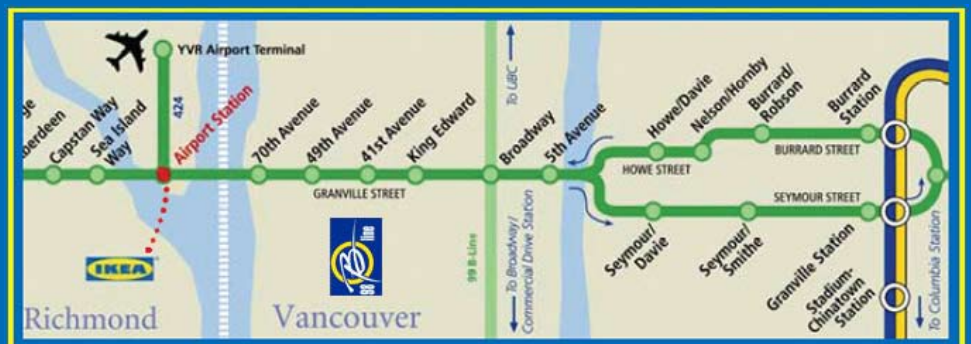 YVR Airport Terminal
424
Aberdeen
Capstan Way
Sea Island
Way
Airport Station
70th Avenue
49th Avenue
41st Avenue
King Edward
Broadway
5th Avenue
GRANVILLE STREET
To UBC
99 B-Line
To Broadway/
Commercial Drive Station
Howe/Davie
Nelson/Hornby
Burrard/
Robson
Burrard
Station
HOWE STREET
BURRARD STREET
SEYMOUR STREET
Seymour/
Davie
Seymour/
Smithe
Granville Station
Stadium-
Chinatown
Station
To Columbia Station
IKEA
98
B
line
Richmond
Vancouver